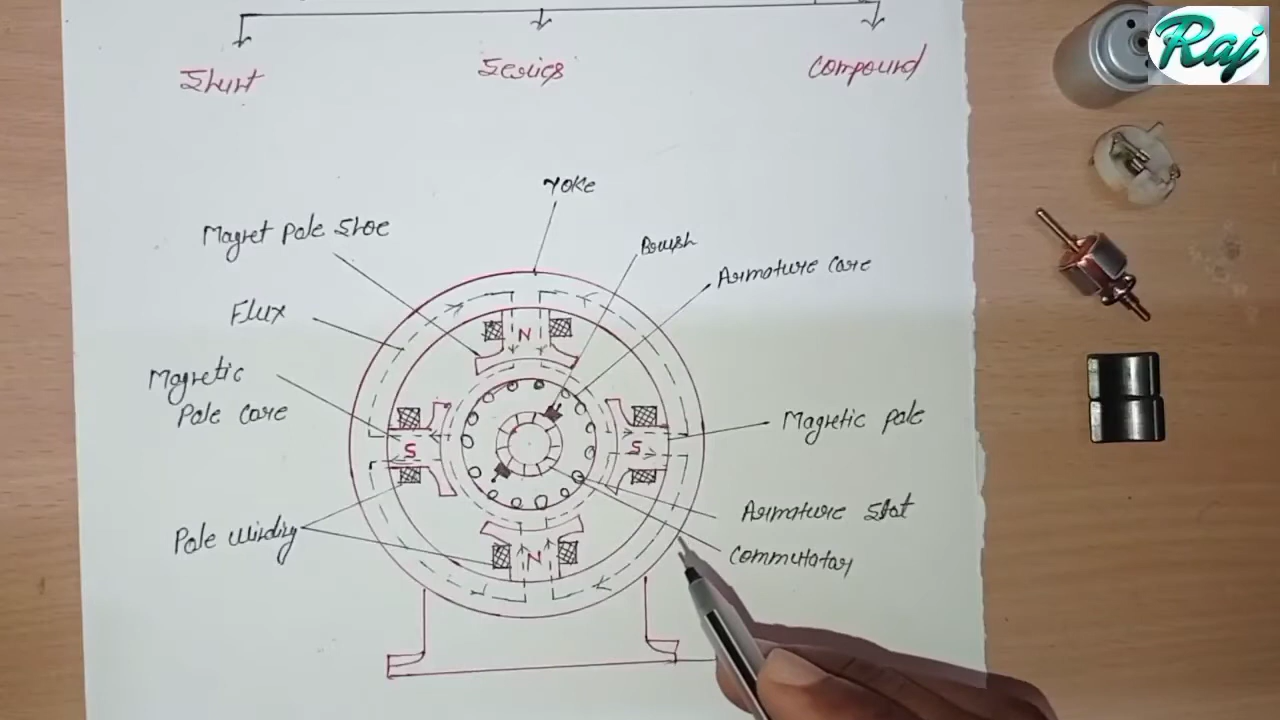 Raj
Shunt
Series
Compound
Yoke
Magnet pole Shoe
Brush
Armature core
Flux
Magnetic
Pole core
N
S
S
N
Magnetic pole
Armature Slot
Pole winding
Commutator